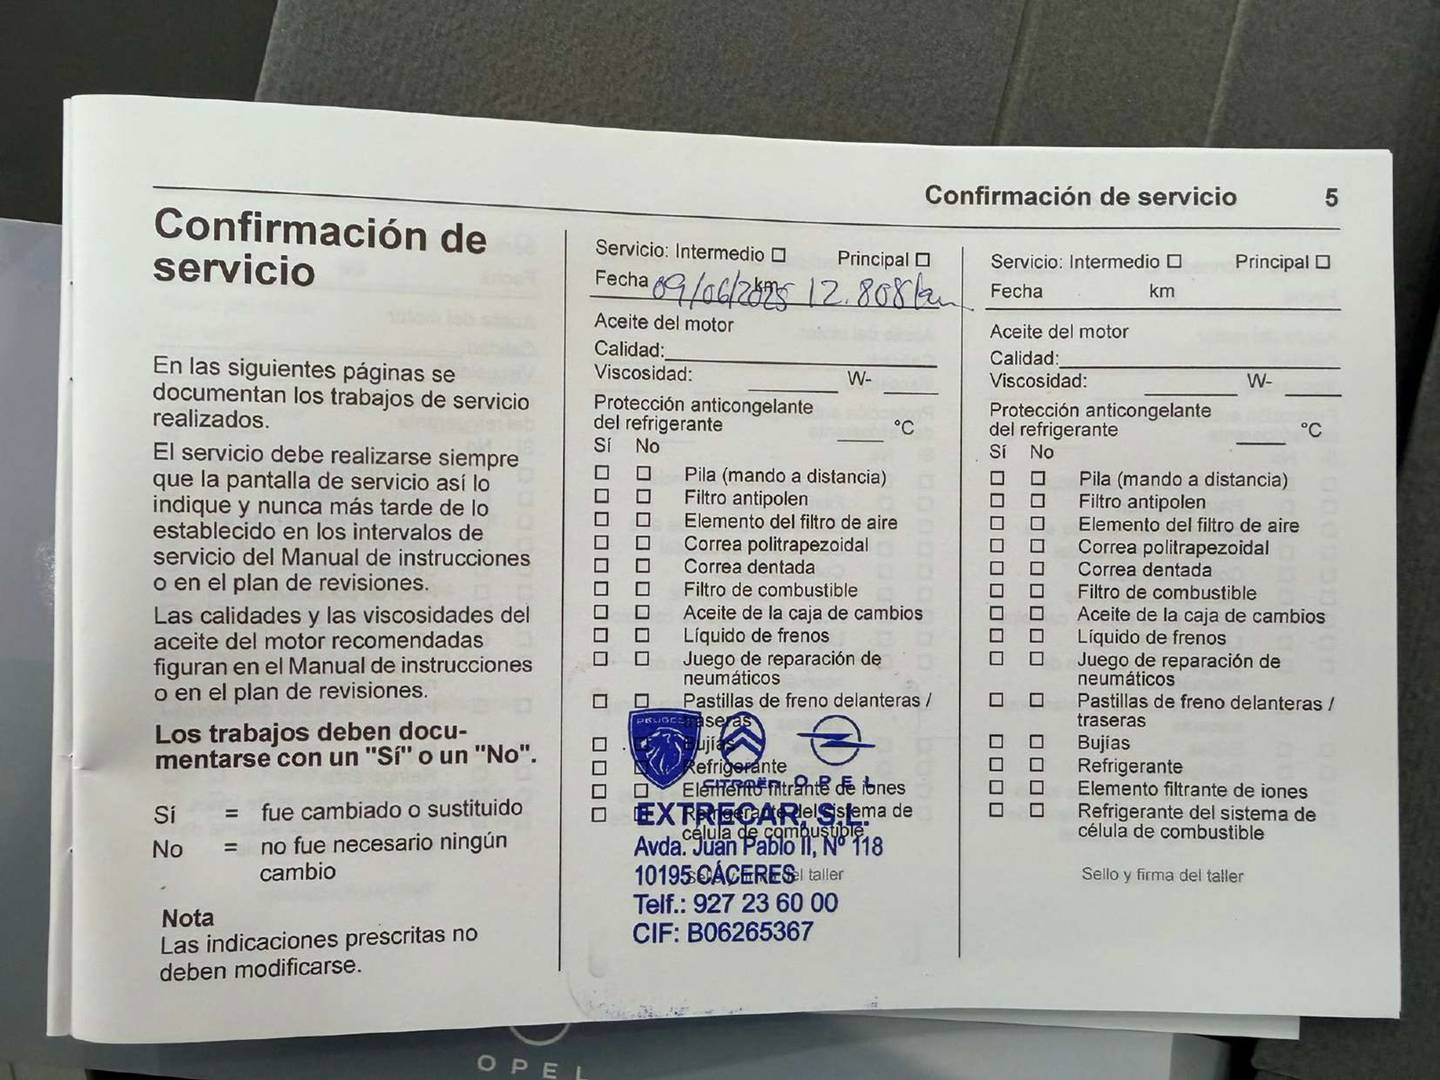 Confirmación de servicio 5
Confirmación de
servicio
En las siguientes páginas se
documentan los trabajos de servicio
realizados.
El servicio debe realizarse siempre
que la pantalla de servicio así lo
indique y nunca más tarde de lo
establecido en los intervalos de
servicio del Manual de instrucciones
o en el plan de revisiones.
Las calidades y las viscosidades del
aceite del motor recomendadas
figuran en el Manual de instrucciones
o en el plan de revisiones.
Los trabajos deben docu-
mentarse con un "Sí" o un "No".
Sí = fue cambiado o sustituido
No = no fue necesario ningún
cambio
Nota
Las indicaciones prescritas no
deben modificarse.
Servicio: Intermedio ☐ Principal ☐
Fecha 09/06/2025 km 12.808 km
Aceite del motor
Calidad:
Viscosidad: W-
Protección anticongelante
del refrigerante °C
Sí No
☐ ☐ Pila (mando a distancia)
☐ ☐ Filtro antipolen
☐ ☐ Elemento del filtro de aire
☐ ☐ Correa politrapezoidal
☐ ☐ Correa dentada
☐ ☐ Filtro de combustible
☐ ☐ Aceite de la caja de cambios
☐ ☐ Líquido de frenos
☐ ☐ Juego de reparación de
neumáticos
☐ ☐ Pastillas de freno delanteras /
traseras
☐ ☐ Bujías
☐ ☐ Refrigerante
☐ ☐ Elemento filtrante de iones
☐ ☐ Refrigerante del sistema de
célula de combustible
Sello y firma del taller
PEUGEOT
CITROËN OPEL
EXTRECAR, S.L.
Avda. Juan Pablo II, Nº 118
10195 CÁCERES
Telf.: 927 23 60 00
CIF: B06265367
Servicio: Intermedio ☐ Principal ☐
Fecha km
Aceite del motor
Calidad:
Viscosidad: W-
Protección anticongelante
del refrigerante °C
Sí No
☐ ☐ Pila (mando a distancia)
☐ ☐ Filtro antipolen
☐ ☐ Elemento del filtro de aire
☐ ☐ Correa politrapezoidal
☐ ☐ Correa dentada
☐ ☐ Filtro de combustible
☐ ☐ Aceite de la caja de cambios
☐ ☐ Líquido de frenos
☐ ☐ Juego de reparación de
neumáticos
☐ ☐ Pastillas de freno delanteras /
traseras
☐ ☐ Bujías
☐ ☐ Refrigerante
☐ ☐ Elemento filtrante de iones
☐ ☐ Refrigerante del sistema de
célula de combustible
Sello y firma del taller
OPEL